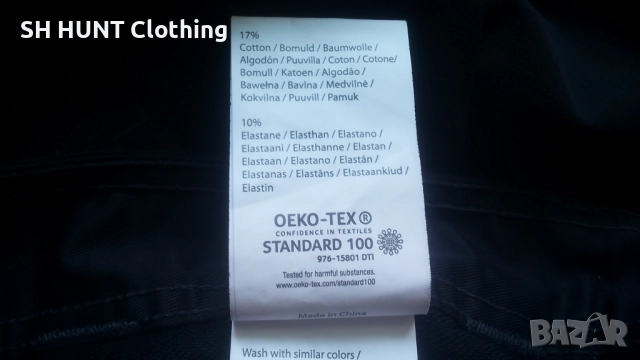 SH HUNT Clothing
17%
Cotton / Bomuld / Baumwolle /
Algodón / Puuvilla / Coton / Cotone/
Bomull / Katoen / Algodão /
Bawełna / Bavlna / Medvilnė /
Kokvilna / Puuvill / Pamuk
10%
Elastane / Elasthan / Elastano /
Elastaani / Elasthanne / Elastan /
Elastaan / Elastano / Elastán /
Elastanas / Elastāns / Elastaankiud /
Elastin
OEKO-TEX®
CONFIDENCE IN TEXTILES
STANDARD 100
976-15801 DTI
Tested for harmful substances.
www.oeko-tex.com/standard100
Made in China
Wash with similar colors /
BAZAR
bg